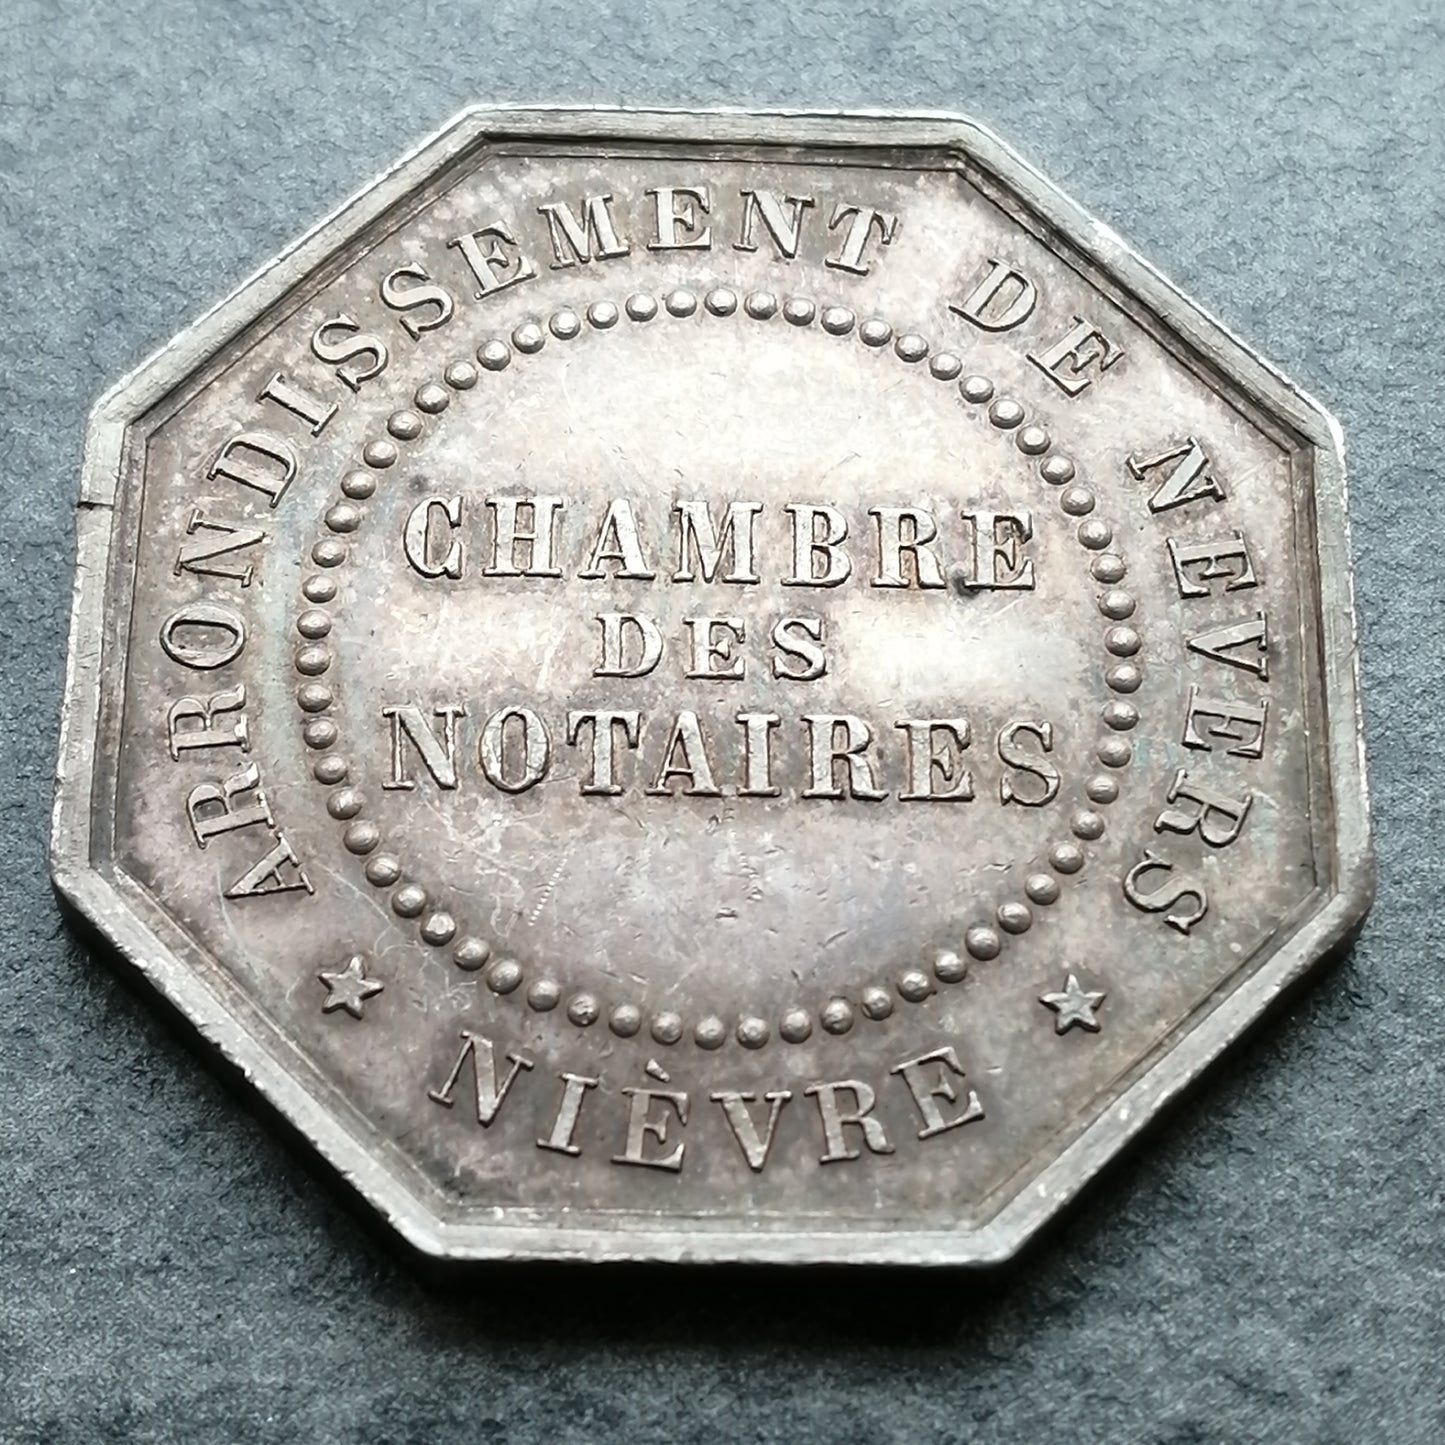 ARRONDISSEMENT DE NEVERS
CHAMBRE
DES
NOTAIRES
NIÈVRE